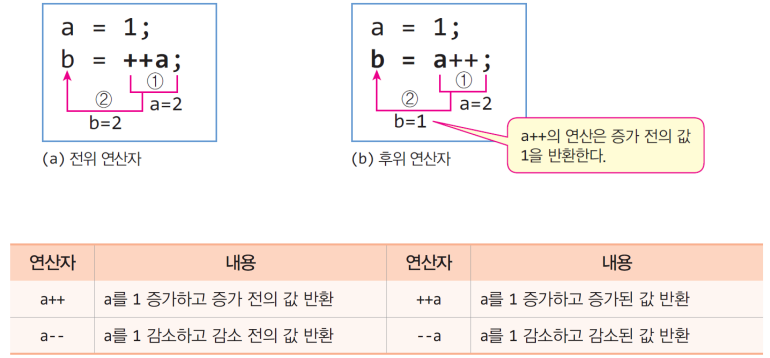 a = 1;
b = ++a;
①
② a=2
b=2
(a) 전위 연산자
a = 1;
b = a++;
①
② a=2
b=1
(b) 후위 연산자
a++의 연산은 증가 전의 값
1을 반환한다.
연산자 내용 연산자 내용
a++ a를 1 증가하고 증가 전의 값 반환 ++a a를 1 증가하고 증가된 값 반환
a-- a를 1 감소하고 감소 전의 값 반환 --a a를 1 감소하고 감소된 값 반환